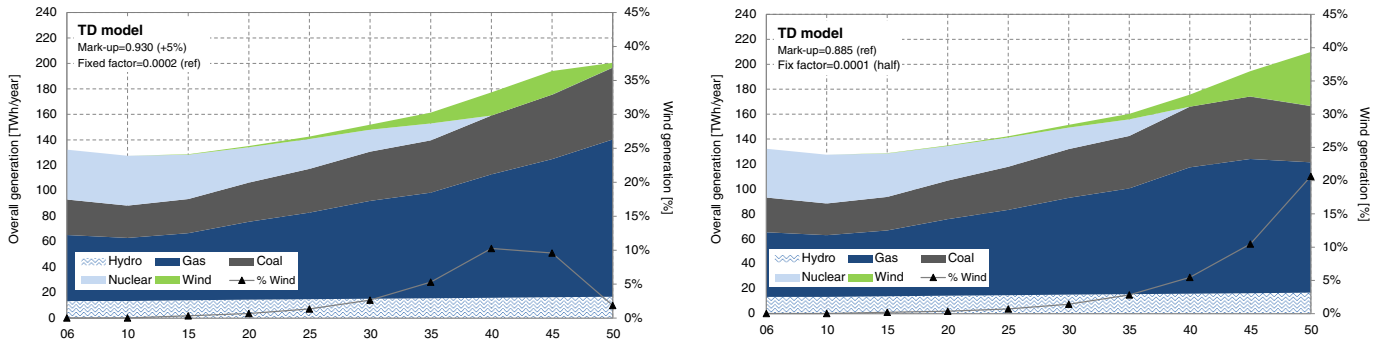 TD model
Mark-up=0.930 (+5%)
Fixed factor=0.0002 (ref)
Overall generation [TWh/year]
240
220
200
180
160
140
120
100
80
60
40
20
0
Hydro Gas Coal
Nuclear Wind % Wind
06 10 15 20 25 30 35 40 45 50
45%
40%
35%
30%
25%
20%
15%
10%
5%
0%
Wind generation [%]
TD model
Mark-up=0.885 (ref)
Fix factor=0.0001 (half)
Overall generation [TWh/year]
240
220
200
180
160
140
120
100
80
60
40
20
0
Hydro Gas Coal
Nuclear Wind % Wind
06 10 15 20 25 30 35 40 45 50
45%
40%
35%
30%
25%
20%
15%
10%
5%
0%
Wind generation [%]